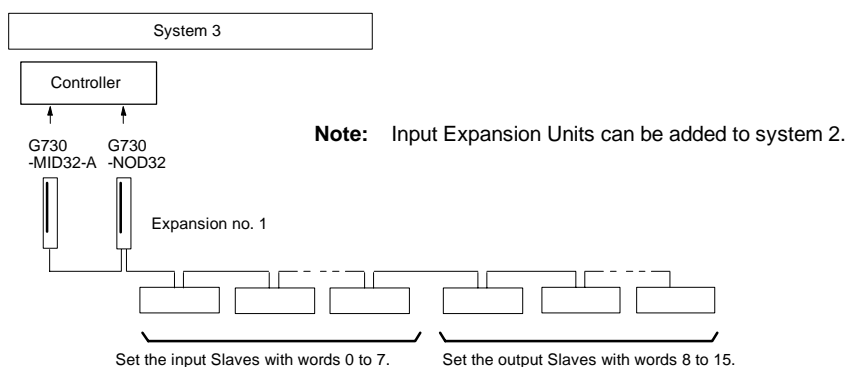 System 3
Controller
G730
-MID32-A
G730
-NOD32
Note: Input Expansion Units can be added to system 2.
Expansion no. 1
Set the input Slaves with words 0 to 7.
Set the output Slaves with words 8 to 15.